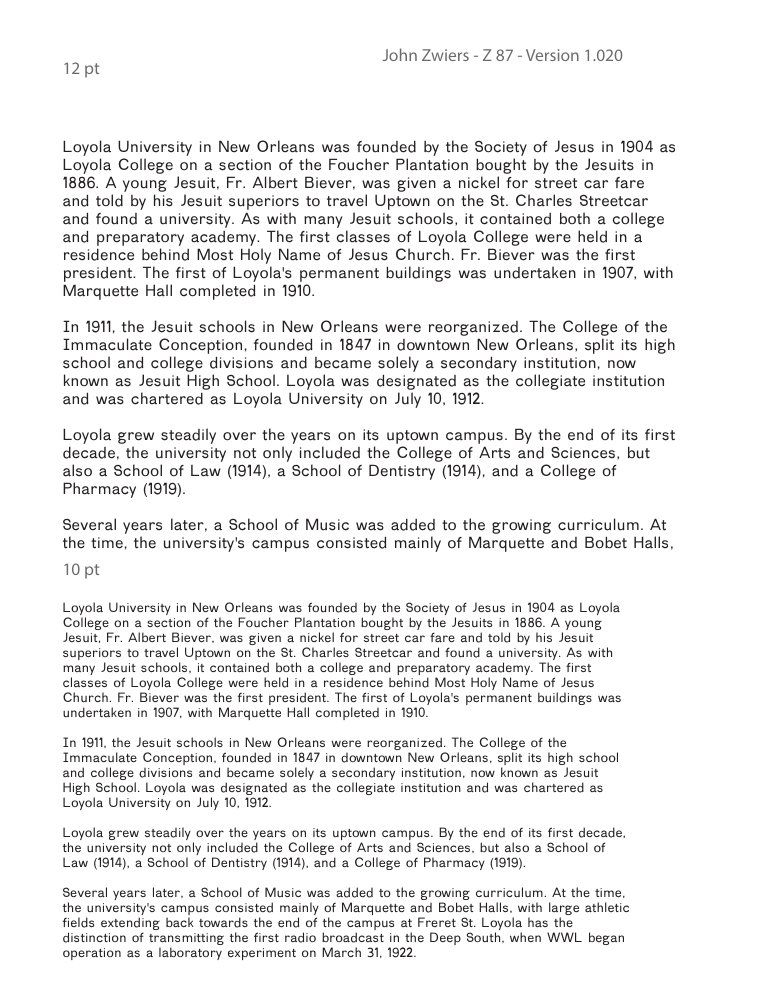 John Zwiers - Z 87 - Version 1.020
12 pt
Loyola University in New Orleans was founded by the Society of Jesus in 1904 as
Loyola College on a section of the Foucher Plantation bought by the Jesuits in
1886. A young Jesuit, Fr. Albert Biever, was given a nickel for street car fare
and told by his Jesuit superiors to travel Uptown on the St. Charles Streetcar
and found a university. As with many Jesuit schools, it contained both a college
and preparatory academy. The first classes of Loyola College were held in a
residence behind Most Holy Name of Jesus Church. Fr. Biever was the first
president. The first of Loyola's permanent buildings was undertaken in 1907, with
Marquette Hall completed in 1910.
In 1911, the Jesuit schools in New Orleans were reorganized. The College of the
Immaculate Conception, founded in 1847 in downtown New Orleans, split its high
school and college divisions and became solely a secondary institution, now
known as Jesuit High School. Loyola was designated as the collegiate institution
and was chartered as Loyola University on July 10, 1912.
Loyola grew steadily over the years on its uptown campus. By the end of its first
decade, the university not only included the College of Arts and Sciences, but
also a School of Law (1914), a School of Dentistry (1914), and a College of
Pharmacy (1919).
Several years later, a School of Music was added to the growing curriculum. At
the time, the university's campus consisted mainly of Marquette and Bobet Halls,
10 pt
Loyola University in New Orleans was founded by the Society of Jesus in 1904 as Loyola
College on a section of the Foucher Plantation bought by the Jesuits in 1886. A young
Jesuit, Fr. Albert Biever, was given a nickel for street car fare and told by his Jesuit
superiors to travel Uptown on the St. Charles Streetcar and found a university. As with
many Jesuit schools, it contained both a college and preparatory academy. The first
classes of Loyola College were held in a residence behind Most Holy Name of Jesus
Church. Fr. Biever was the first president. The first of Loyola's permanent buildings was
undertaken in 1907, with Marquette Hall completed in 1910.
In 1911, the Jesuit schools in New Orleans were reorganized. The College of the
Immaculate Conception, founded in 1847 in downtown New Orleans, split its high school
and college divisions and became solely a secondary institution, now known as Jesuit
High School. Loyola was designated as the collegiate institution and was chartered as
Loyola University on July 10, 1912.
Loyola grew steadily over the years on its uptown campus. By the end of its first decade,
the university not only included the College of Arts and Sciences, but also a School of
Law (1914), a School of Dentistry (1914), and a College of Pharmacy (1919).
Several years later, a School of Music was added to the growing curriculum. At the time,
the university's campus consisted mainly of Marquette and Bobet Halls, with large athletic
fields extending back towards the end of the campus at Freret St. Loyola has the
distinction of transmitting the first radio broadcast in the Deep South, when WWL began
operation as a laboratory experiment on March 31, 1922.